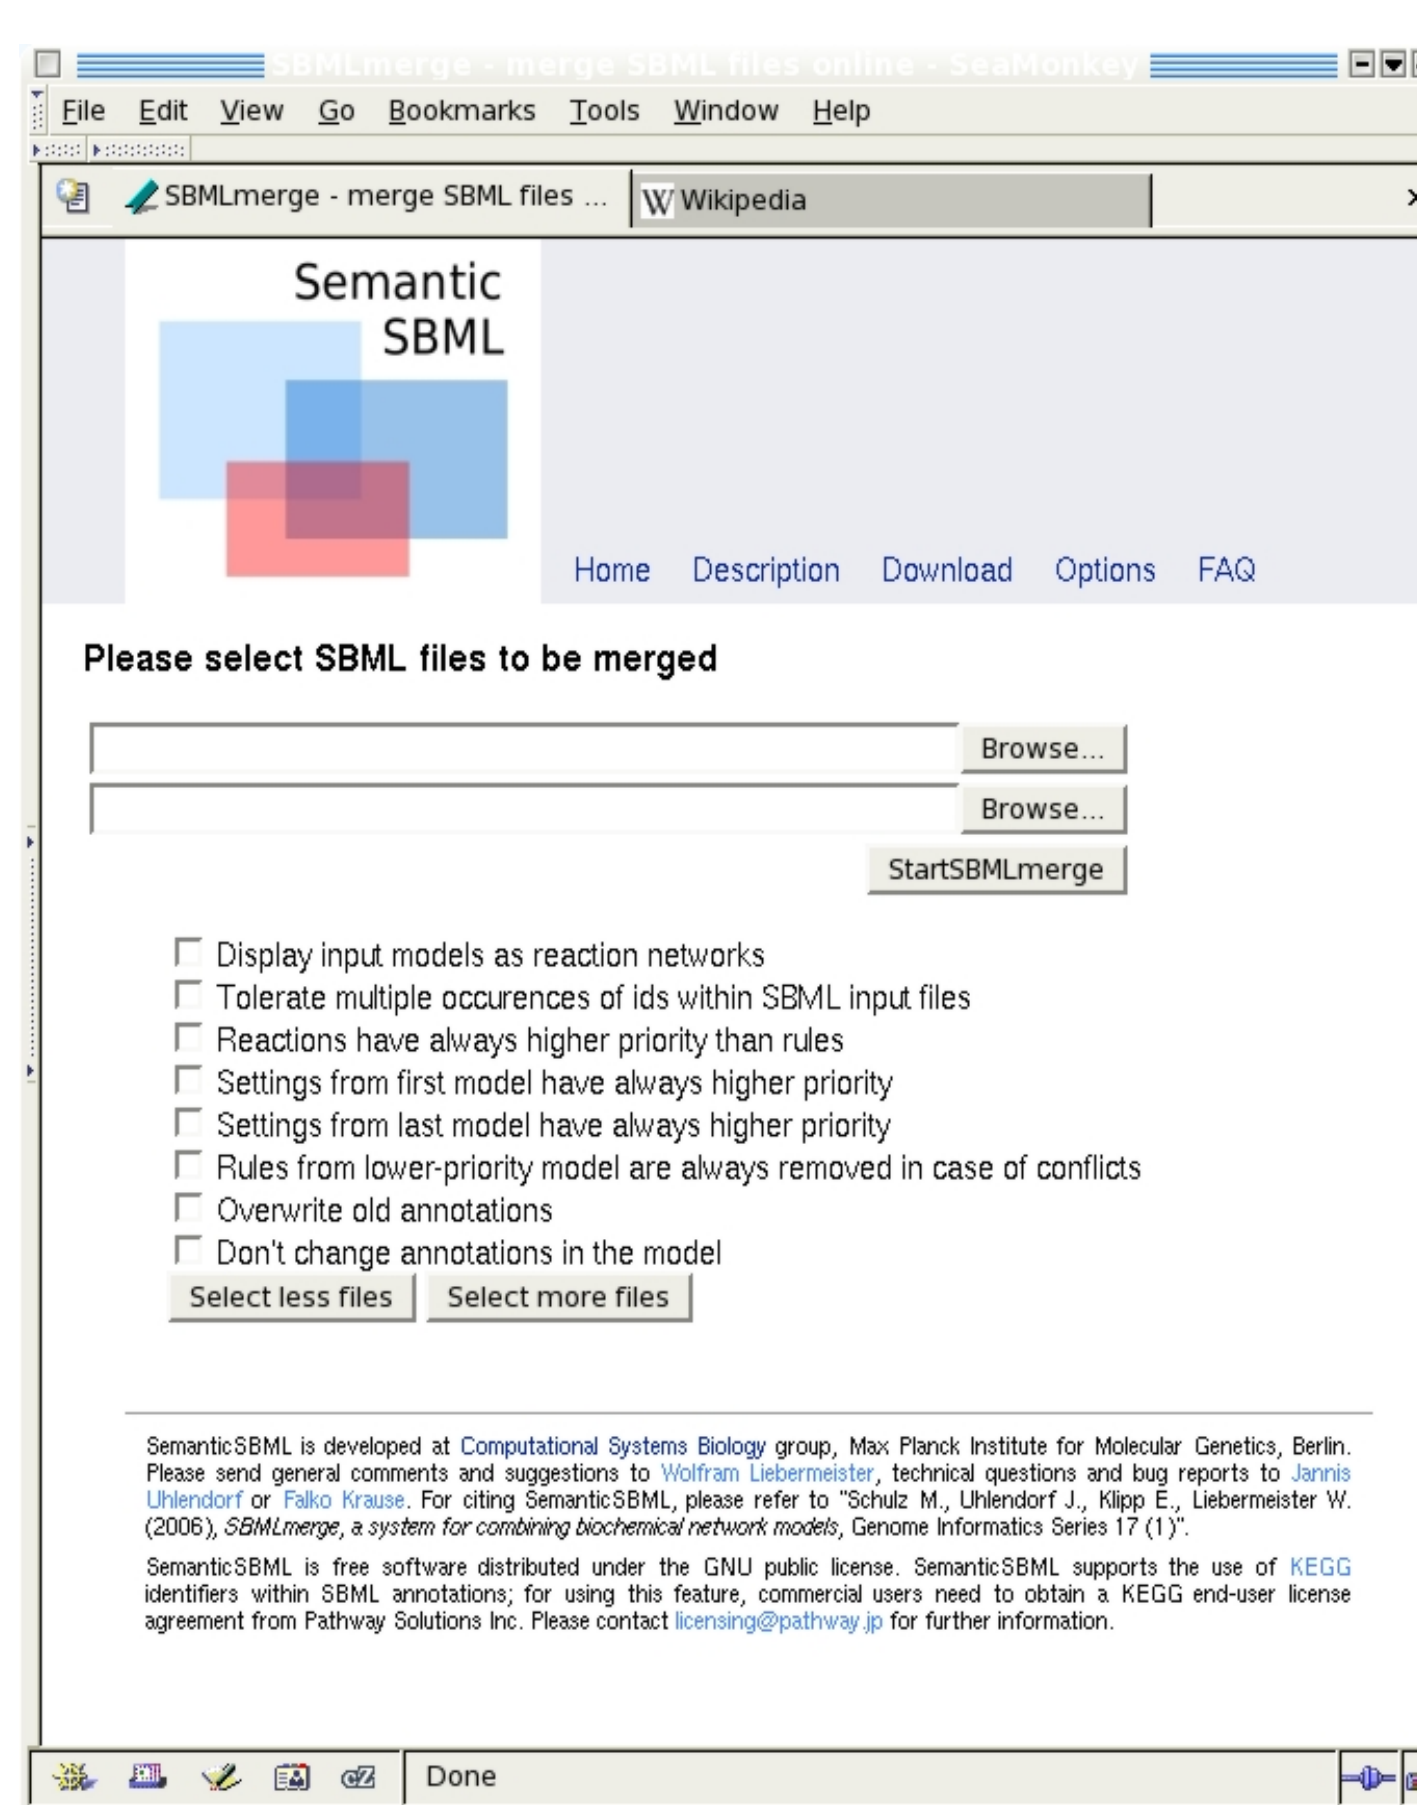 SBMLmerge - merge SBML files online - SeaMonkey
File Edit View Go Bookmarks Tools Window Help
SBMLmerge - merge SBML files ... W Wikipedia
Semantic
SBML
Home Description Download Options FAQ
Please select SBML files to be merged
Browse...
Browse...
StartSBMLmerge
Display input models as reaction networks
Tolerate multiple occurences of ids within SBML input files
Reactions have always higher priority than rules
Settings from first model have always higher priority
Settings from last model have always higher priority
Rules from lower-priority model are always removed in case of conflicts
Overwrite old annotations
Don't change annotations in the model
Select less files Select more files
SemanticSBML is developed at Computational Systems Biology group, Max Planck Institute for Molecular Genetics, Berlin.
Please send general comments and suggestions to Wolfram Liebermeister, technical questions and bug reports to Jannis
Uhlendorf or Falko Krause. For citing SemanticSBML, please refer to "Schulz M., Uhlendorf J., Klipp E., Liebermeister W.
(2006), SBMLmerge, a system for combining biochemical network models, Genome Informatics Series 17 (1)".
SemanticSBML is free software distributed under the GNU public license. SemanticSBML supports the use of KEGG
identifiers within SBML annotations; for using this feature, commercial users need to obtain a KEGG end-user license
agreement from Pathway Solutions Inc. Please contact licensing@pathway.jp for further information.
cZ Done